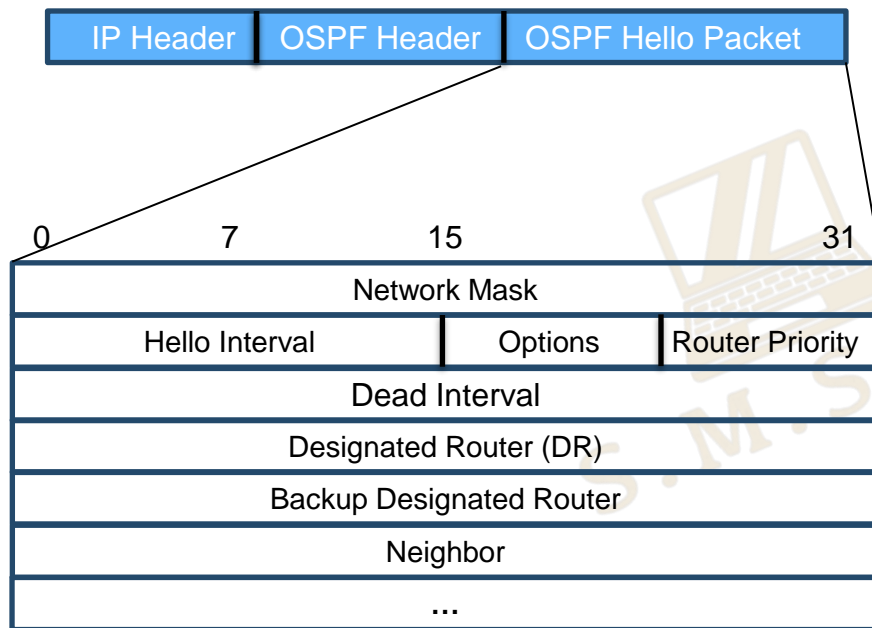 IP Header OSPF Header OSPF Hello Packet
0 7 15 31
Network Mask
Hello Interval Options Router Priority
Dead Interval
Designated Router (DR)
Backup Designated Router
Neighbor
...
S.M.S